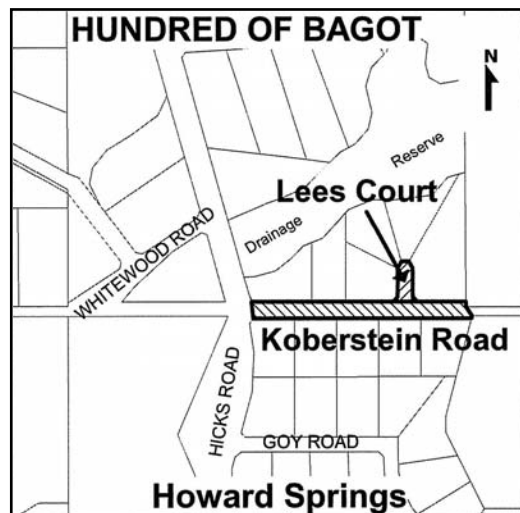 HUNDRED OF BAGOT
N
Reserve
Lees Court
Drainage
WHITEWOOD ROAD
Koberstein Road
HICKS ROAD
GOY ROAD
Howard Springs